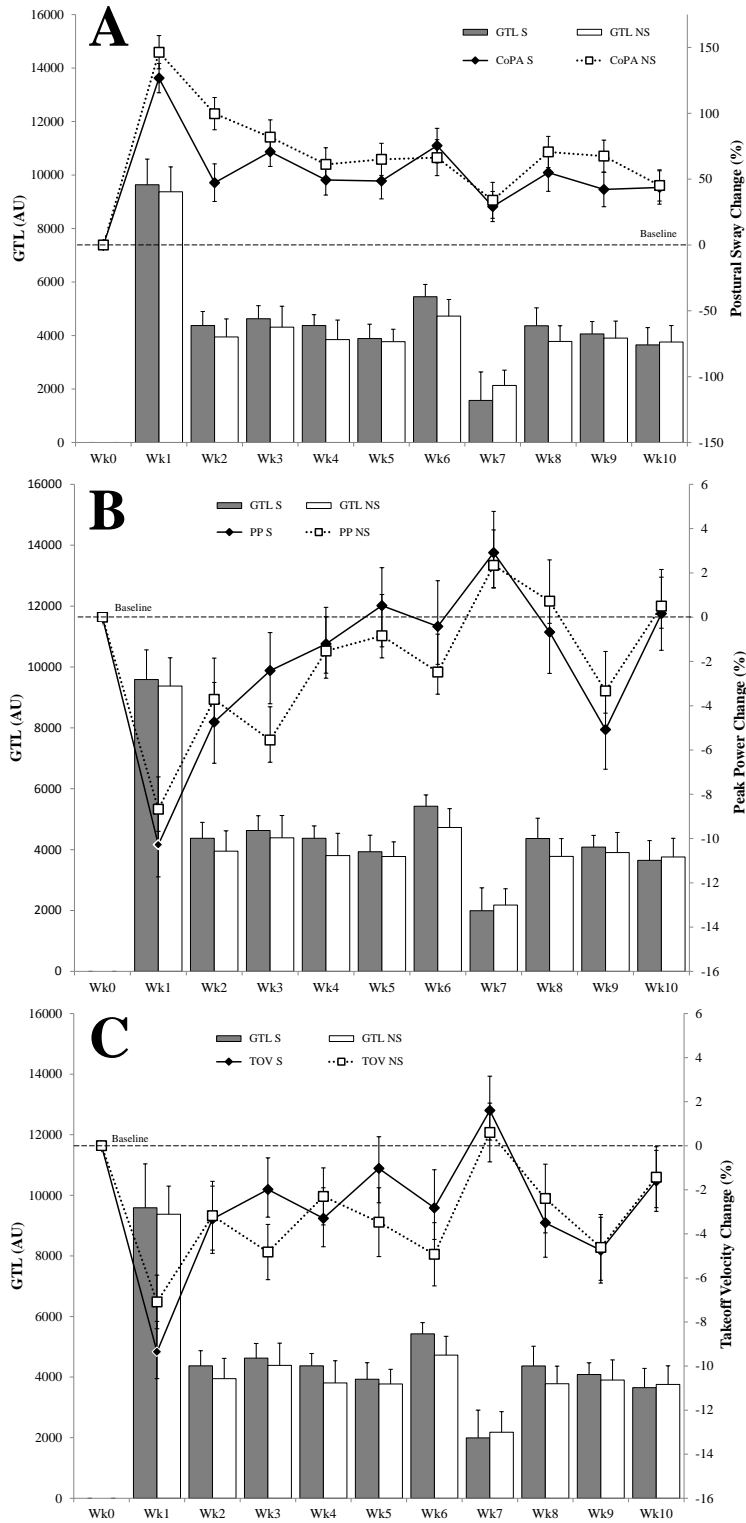 A
GTL S
GTL NS
CoPA S
CoPA NS
GTL (AU)
16000
14000
12000
10000
8000
6000
4000
2000
0
Baseline
150
100
50
0
-50
-100
-150
Postural Sway Change (%)
Wk0 Wk1 Wk2 Wk3 Wk4 Wk5 Wk6 Wk7 Wk8 Wk9 Wk10
B
GTL S
GTL NS
PP S
PP NS
GTL (AU)
16000
14000
12000
10000
8000
6000
4000
2000
0
Baseline
6
4
2
0
-2
-4
-6
-8
-10
-12
-14
-16
Peak Power Change (%)
Wk0 Wk1 Wk2 Wk3 Wk4 Wk5 Wk6 Wk7 Wk8 Wk9 Wk10
C
GTL S
GTL NS
TOV S
TOV NS
GTL (AU)
16000
14000
12000
10000
8000
6000
4000
2000
0
Baseline
6
4
2
0
-2
-4
-6
-8
-10
-12
-14
-16
Takeoff Velocity Change (%)
Wk0 Wk1 Wk2 Wk3 Wk4 Wk5 Wk6 Wk7 Wk8 Wk9 Wk10